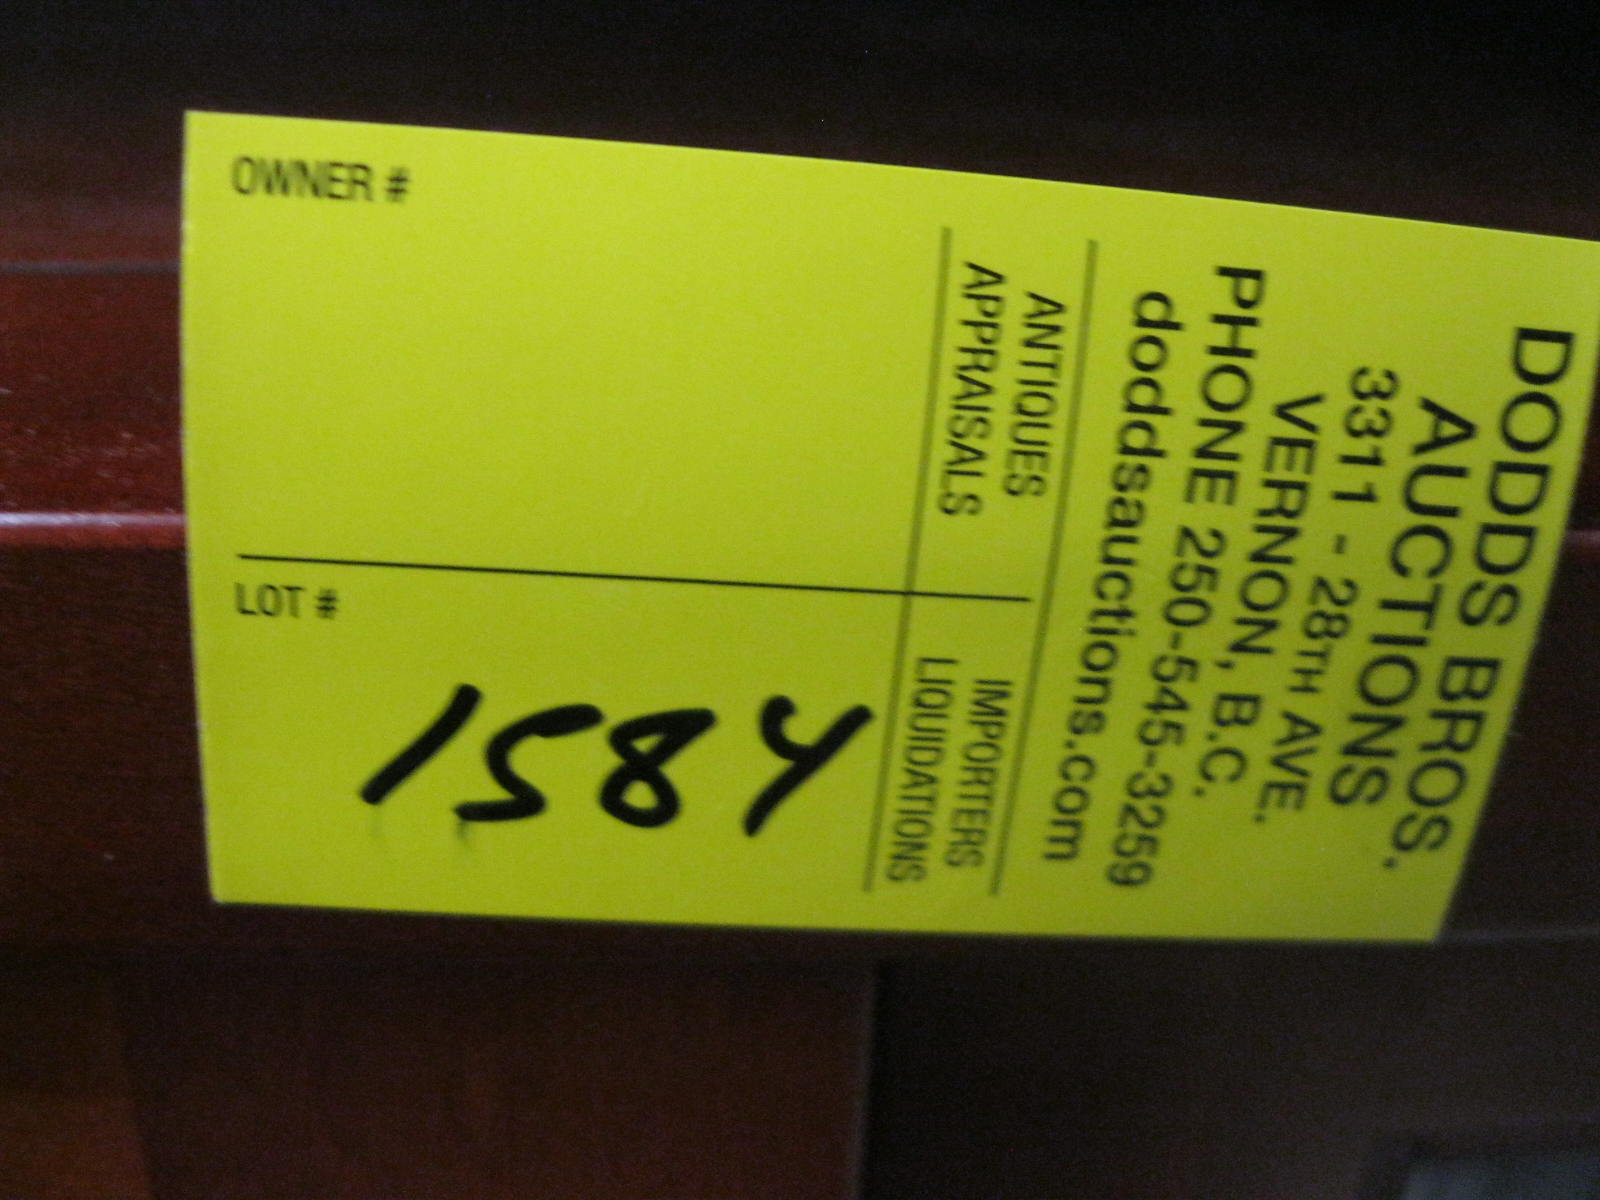 DODDS BROS.
AUCTIONS
3311 - 28TH AVE.
VERNON, B.C.
PHONE 250-545-3259
doddsauctions.com
ANTIQUES
APPRAISALS
IMPORTERS
LIQUIDATIONS
OWNER #
LOT #
1584